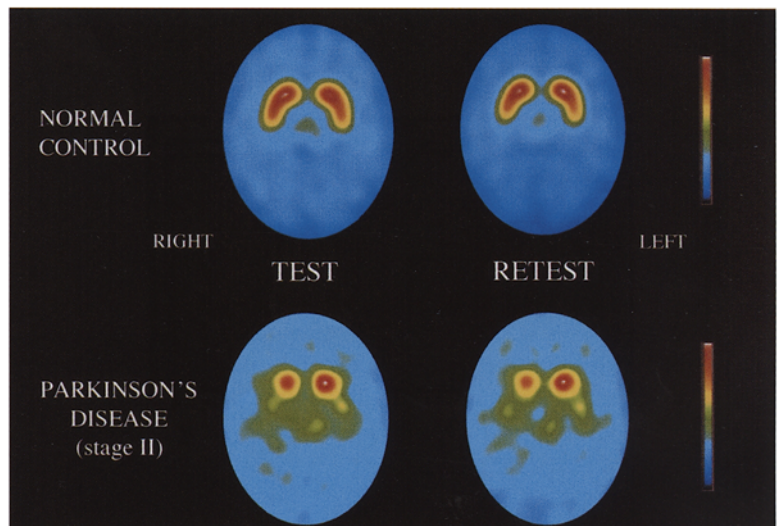 NORMAL
CONTROL
RIGHT
LEFT
TEST
RETEST
PARKINSON'S
DISEASE
(stage II)